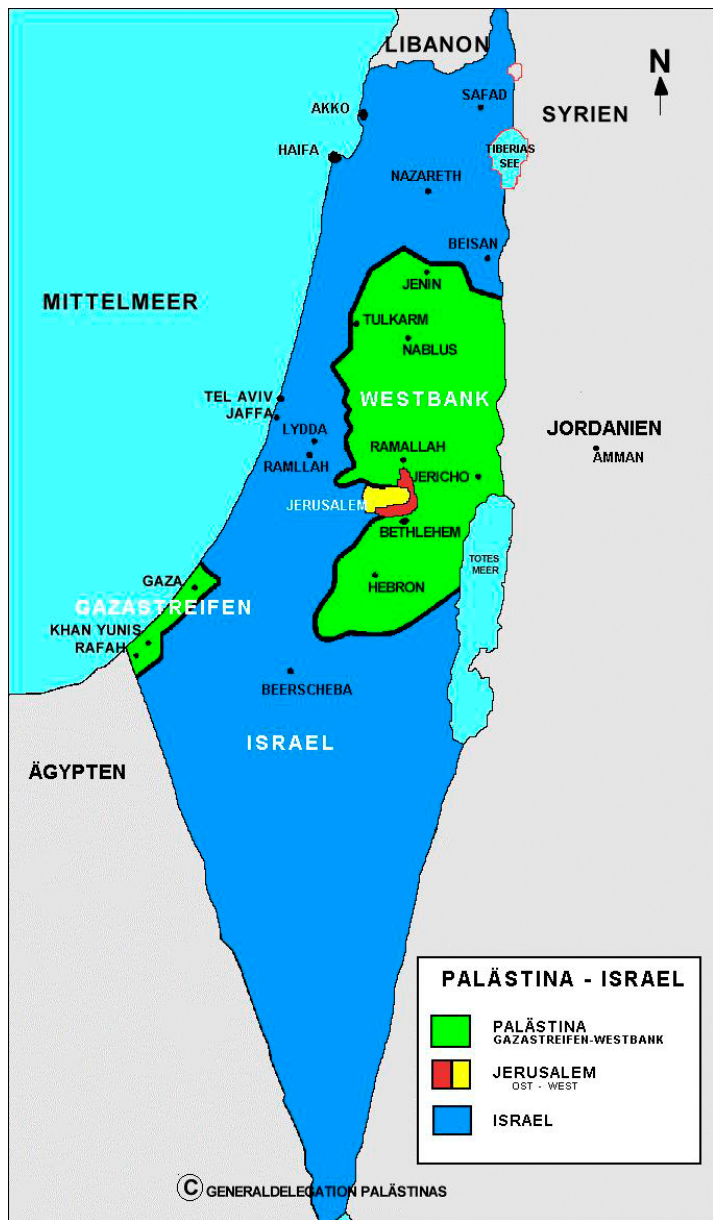 LIBANON
N
SAFAD
AKKO
SYRIEN
HAIFA
TIBERIAS
SEE
NAZARETH
BEISAN
JENIN
MITTELMEER
TULKARM
NABLUS
TEL AVIV
WESTBANK
JAFFA
LYDDA
JORDANIEN
RAMALLAH
AMMAN
RAMLLAH
JERICHO
JERUSALEM
BETHLEHEM
TOTES
MEER
GAZA
HEBRON
GAZASTREIFEN
KHAN YUNIS
RAFAH
BEERSCHEBA
ISRAEL
ÄGYPTEN
PALÄSTINA - ISRAEL
PALÄSTINA
GAZASTREIFEN-WESTBANK
JERUSALEM
OST - WEST
ISRAEL
© GENERALDELEGATION PALÄSTINAS